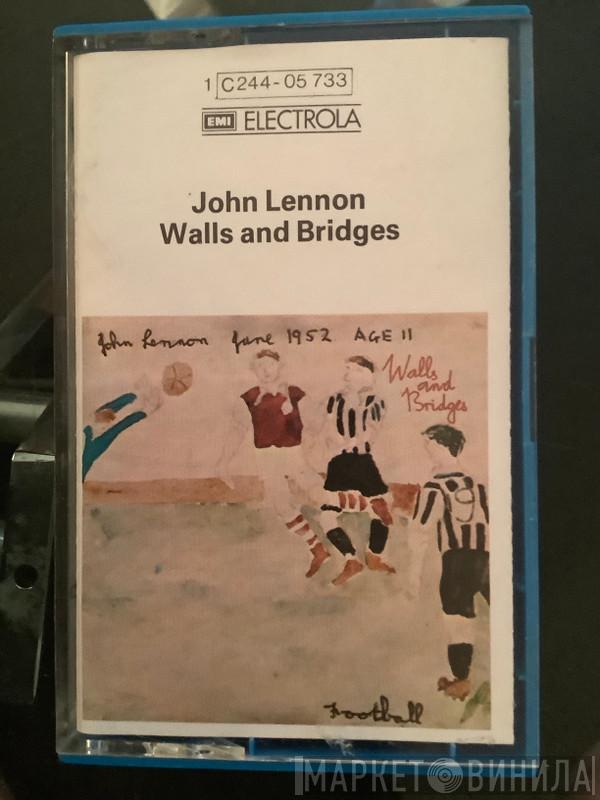 1 C244-05 733
EMI ELECTROLA
John Lennon
Walls and Bridges
John Lennon June 1952 AGE 11
Walls
and
Bridges
9
Football
МАРКЕТ ВИНИЛА